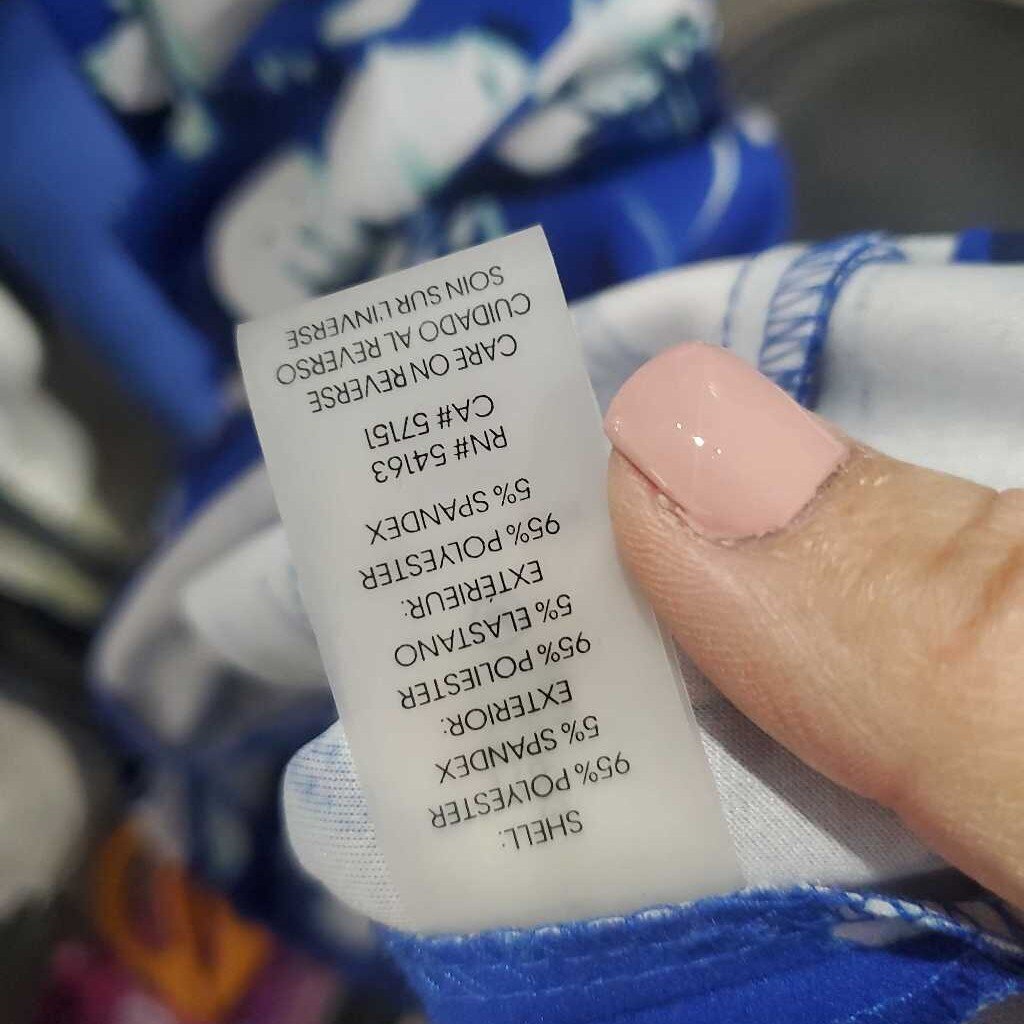 SHELL:
95% POLYESTER
5% SPANDEX
EXTERIOR:
95% POLIESTER
5% ELASTANO
EXTÉRIEUR:
95% POLYESTER
5% SPANDEX
RN# 54163
CA# 57151
CARE ON REVERSE
CUIDADO AL REVERSO
SOIN SUR L'INVERSE